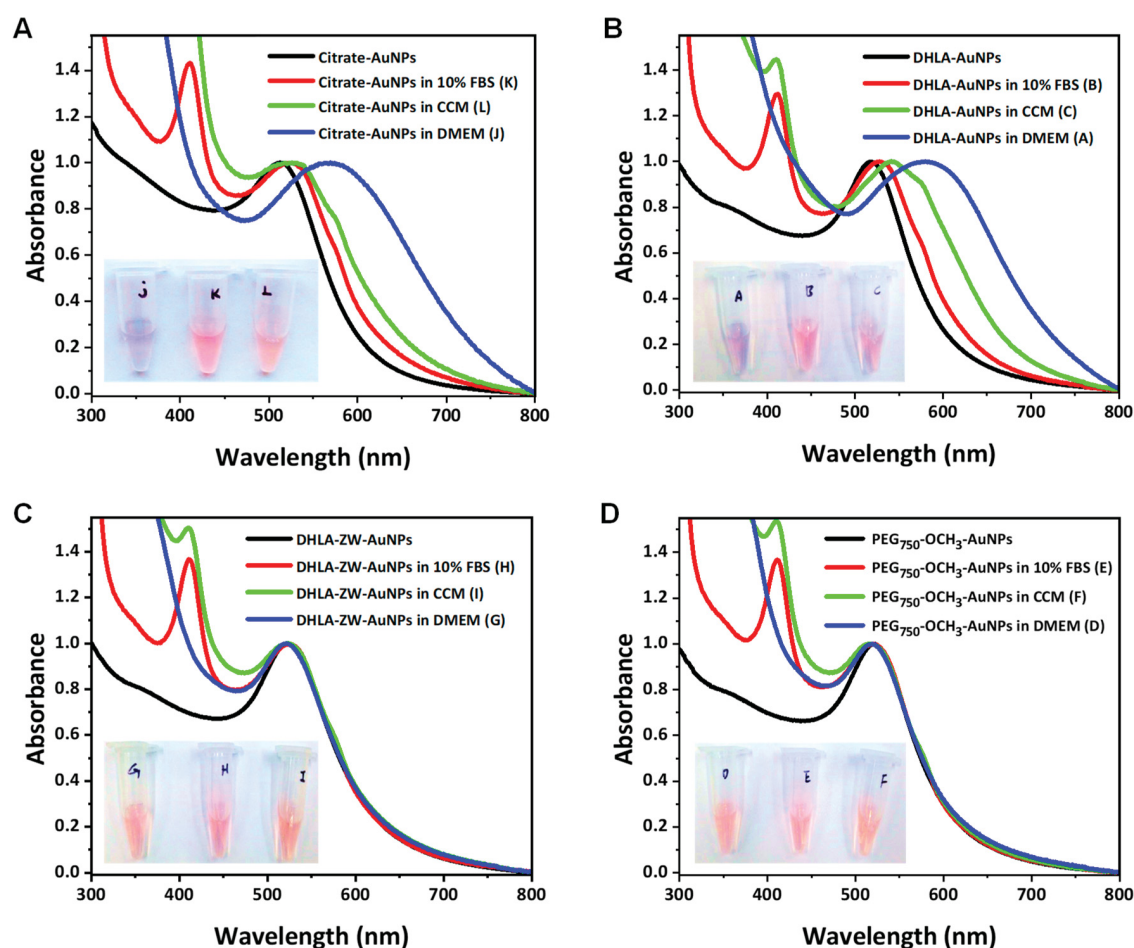 A
Absorbance
1.4
1.2
1.0
0.8
0.6
0.4
0.2
0.0
Citrate-AuNPs
Citrate-AuNPs in 10% FBS (K)
Citrate-AuNPs in CCM (L)
Citrate-AuNPs in DMEM (J)
j K L
300 400 500 600 700 800
Wavelength (nm)
B
Absorbance
1.4
1.2
1.0
0.8
0.6
0.4
0.2
0.0
DHLA-AuNPs
DHLA-AuNPs in 10% FBS (B)
DHLA-AuNPs in CCM (C)
DHLA-AuNPs in DMEM (A)
A B C
300 400 500 600 700 800
Wavelength (nm)
C
Absorbance
1.4
1.2
1.0
0.8
0.6
0.4
0.2
0.0
DHLA-ZW-AuNPs
DHLA-ZW-AuNPs in 10% FBS (H)
DHLA-ZW-AuNPs in CCM (I)
DHLA-ZW-AuNPs in DMEM (G)
G H I
300 400 500 600 700 800
Wavelength (nm)
D
Absorbance
1.4
1.2
1.0
0.8
0.6
0.4
0.2
0.0
PEG₇₅₀-OCH₃-AuNPs
PEG₇₅₀-OCH₃-AuNPs in 10% FBS (E)
PEG₇₅₀-OCH₃-AuNPs in CCM (F)
PEG₇₅₀-OCH₃-AuNPs in DMEM (D)
D E F
300 400 500 600 700 800
Wavelength (nm)